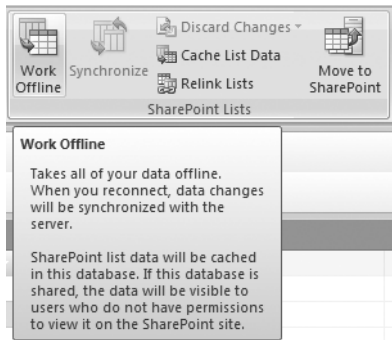 Work
Offline
Synchronize
Discard Changes
Cache List Data
Relink Lists
Move to
SharePoint
SharePoint Lists
Work Offline
Takes all of your data offline.
When you reconnect, data changes
will be synchronized with the
server.
SharePoint list data will be cached
in this database. If this database is
shared, the data will be visible to
users who do not have permissions
to view it on the SharePoint site.